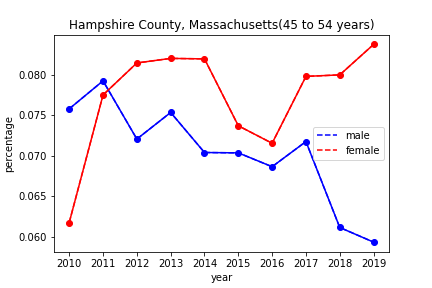 Hampshire County, Massachusetts(45 to 54 years)
percentage
0.080
0.075
0.070
0.065
0.060
male
female
2010 2011 2012 2013 2014 2015 2016 2017 2018 2019
year